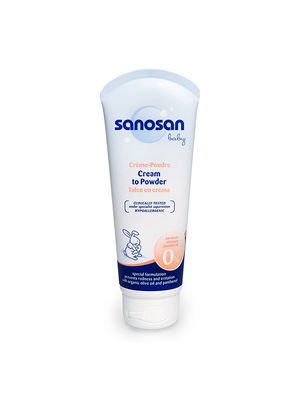 sanosan
baby
Crème-Poudre
Cream
to Powder
Talco en crema
CLINICALLY TESTED
under specialist supervision
HYPOALLERGENIC
0%
special formulation
prevents redness and irritation
with organic olive oil and panthenol